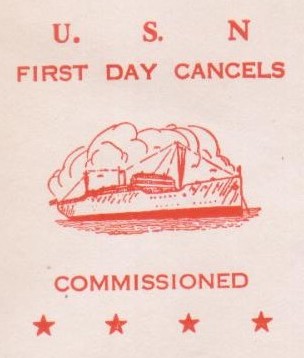 U. S. N
FIRST DAY CANCELS
COMMISSIONED